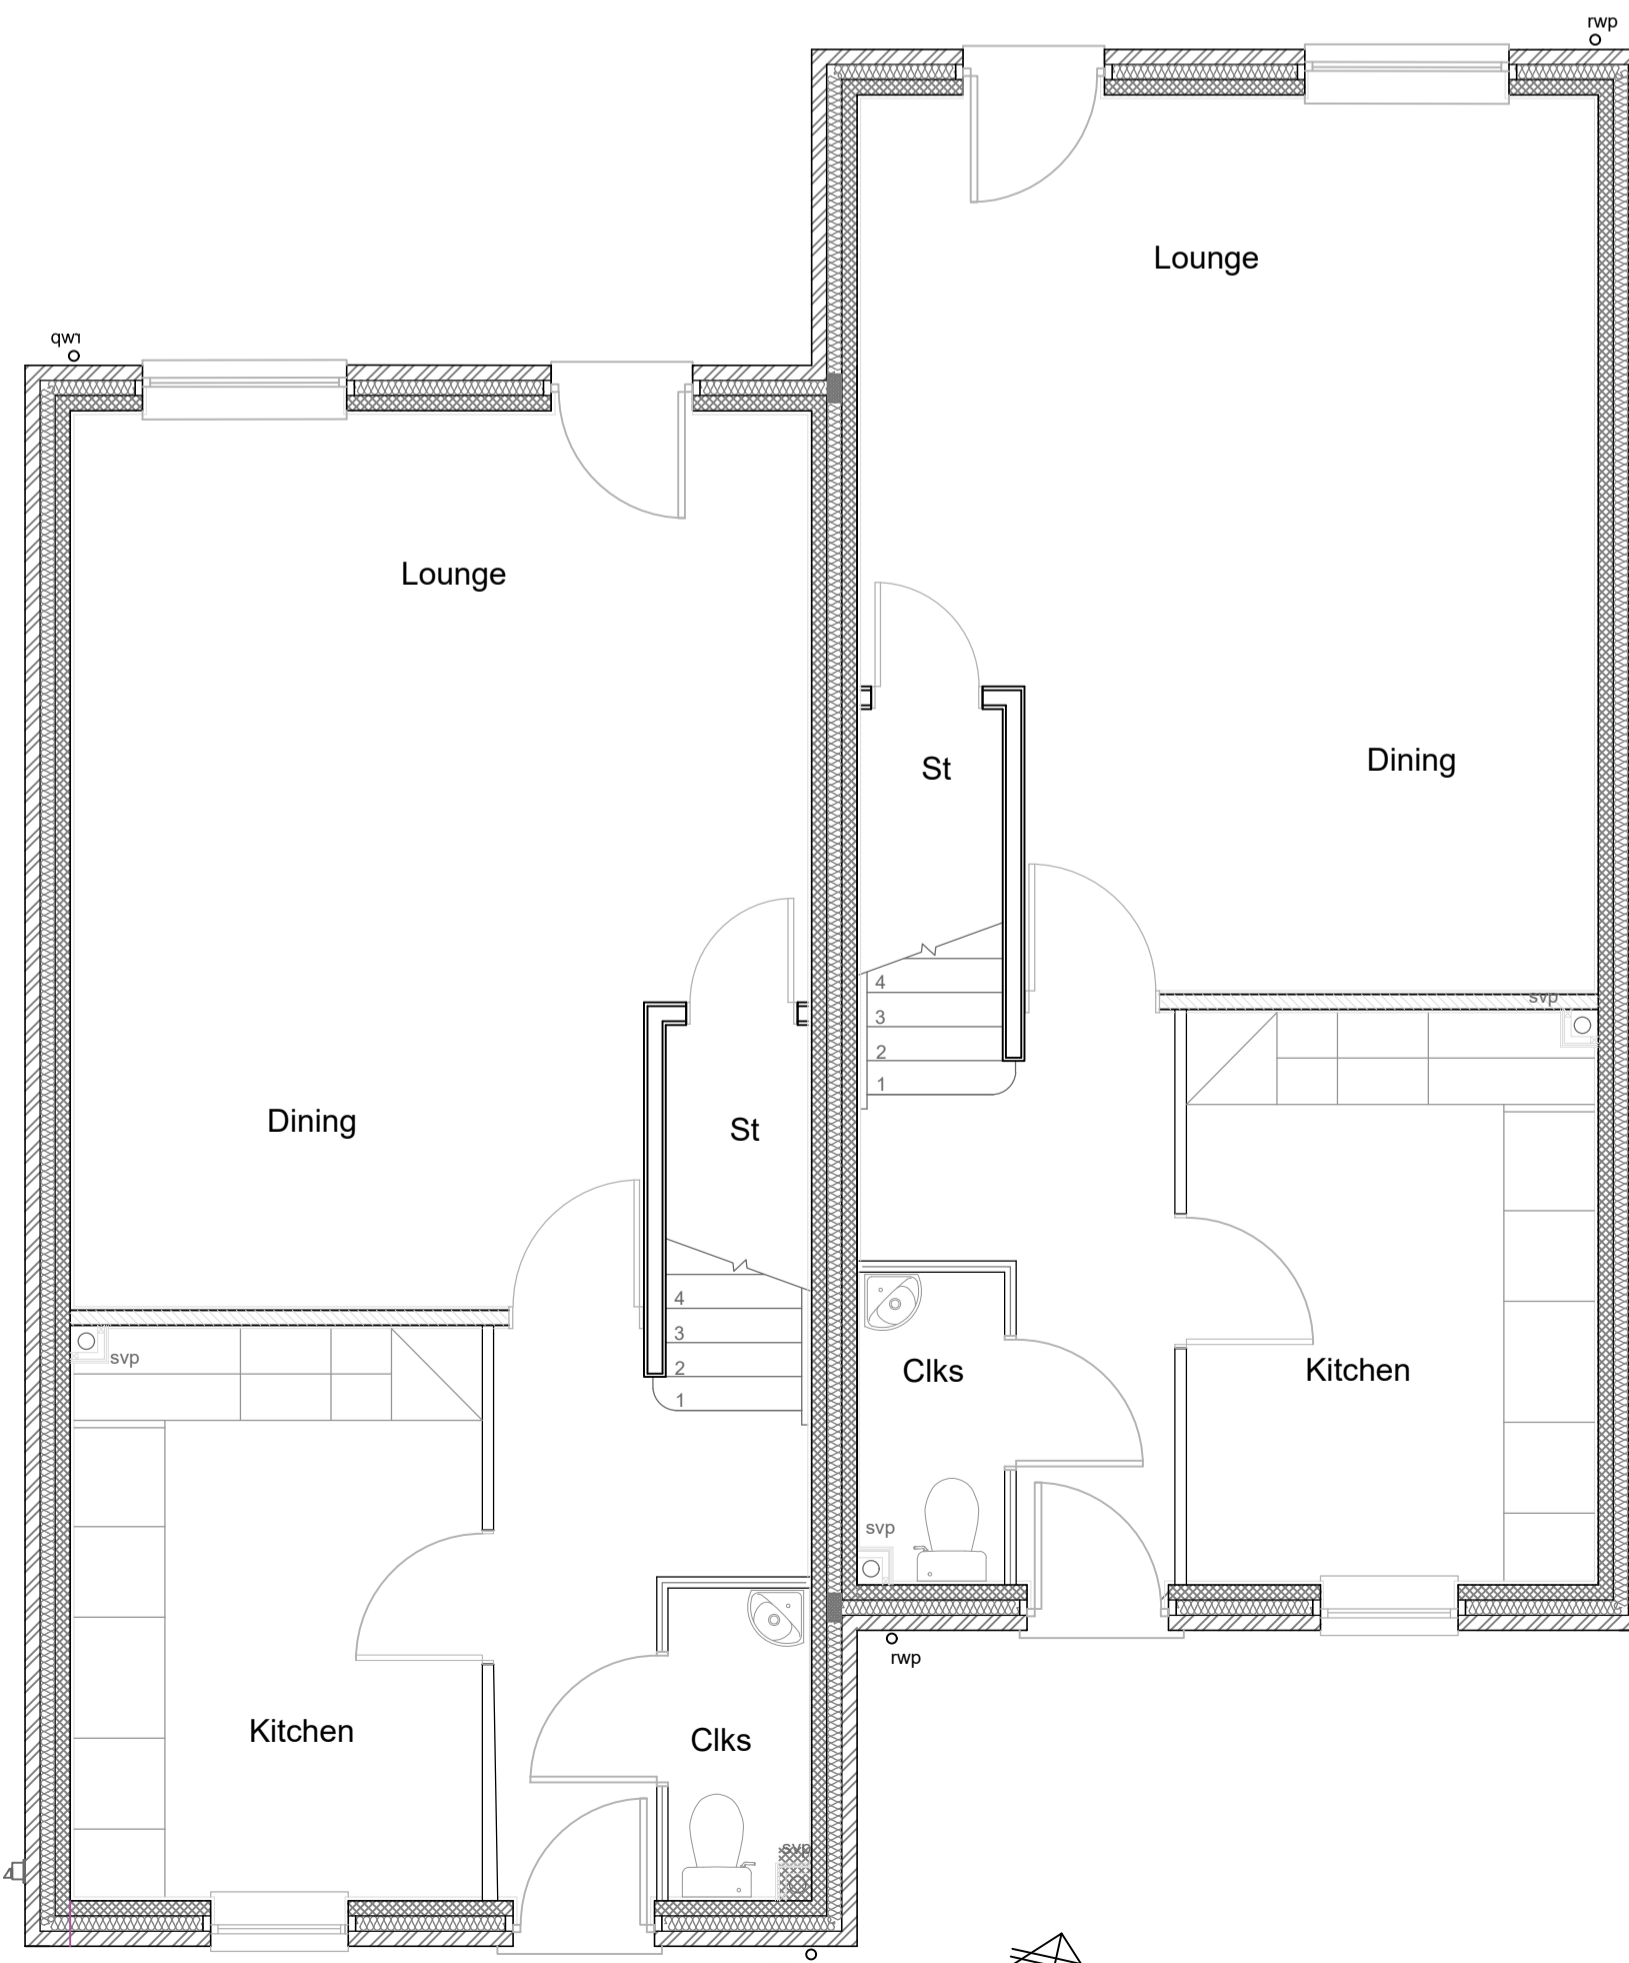 rwp
Lounge
rwp
Lounge
Dining
St
4
3
2
1
svp
Dining
St
4
3
2
1
svp
Clks
Kitchen
svp
rwp
Kitchen
Clks
svp